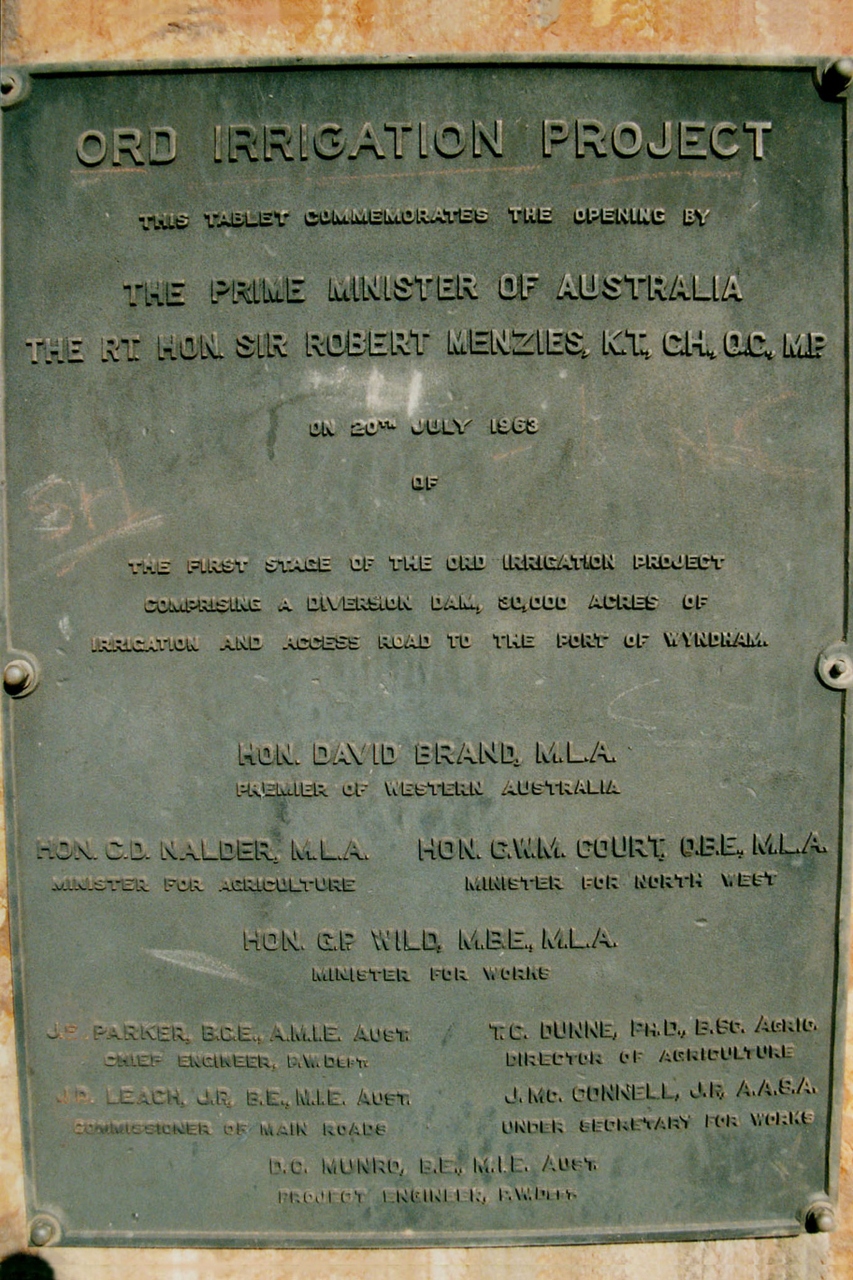 ORD IRRIGATION PROJECT
THIS TABLET COMMEMORATES THE OPENING BY
THE PRIME MINISTER OF AUSTRALIA
THE RT HON. SIR ROBERT MENZIES, K.T., C.H., Q.C., M.P
ON 20TH JULY 1963
OF
THE FIRST STAGE OF THE ORD IRRIGATION PROJECT
COMPRISING A DIVERSION DAM, 30,000 ACRES OF
IRRIGATION AND ACCESS ROAD TO THE PORT OF WYNDHAM.
HON. DAVID BRAND, M.L.A.
PREMIER OF WESTERN AUSTRALIA
HON. C.D. NALDER, M.L.A.
MINISTER FOR AGRICULTURE
HON. C.W.M. COURT, O.B.E., M.L.A.
MINISTER FOR NORTH WEST
HON. G.P WILD, M.B.E., M.L.A.
MINISTER FOR WORKS
PARKER, B.C.E., A.M.I.E. AUST.
CHIEF ENGINEER, P.W.DEPT.
T.C. DUNNE, PH.D., B.SC. AGRIC.
DIRECTOR OF AGRICULTURE
LEACH, J.P., B.E., M.I.E. AUST.
COMMISSIONER OF MAIN ROADS
J. MC. CONNELL, J.P., A.A.S.A.
UNDER SECRETARY FOR WORKS
MUNRO, B.E., M.I.E. AUST.
PROJECT ENGINEER, P.W.DEPT.